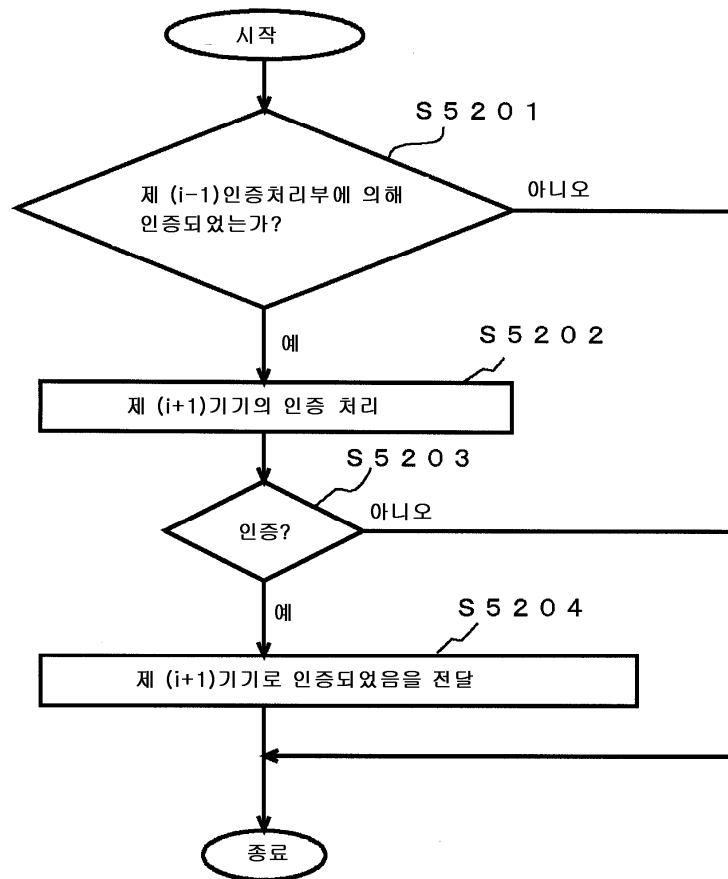 시작
S5201
제 (i-1)인증처리부에 의해
인증되었는가?
아니오
예
S5202
제 (i+1)기기의 인증 처리
S5203
인증?
아니오
예
S5204
제 (i+1)기기로 인증되었음을 전달
종료